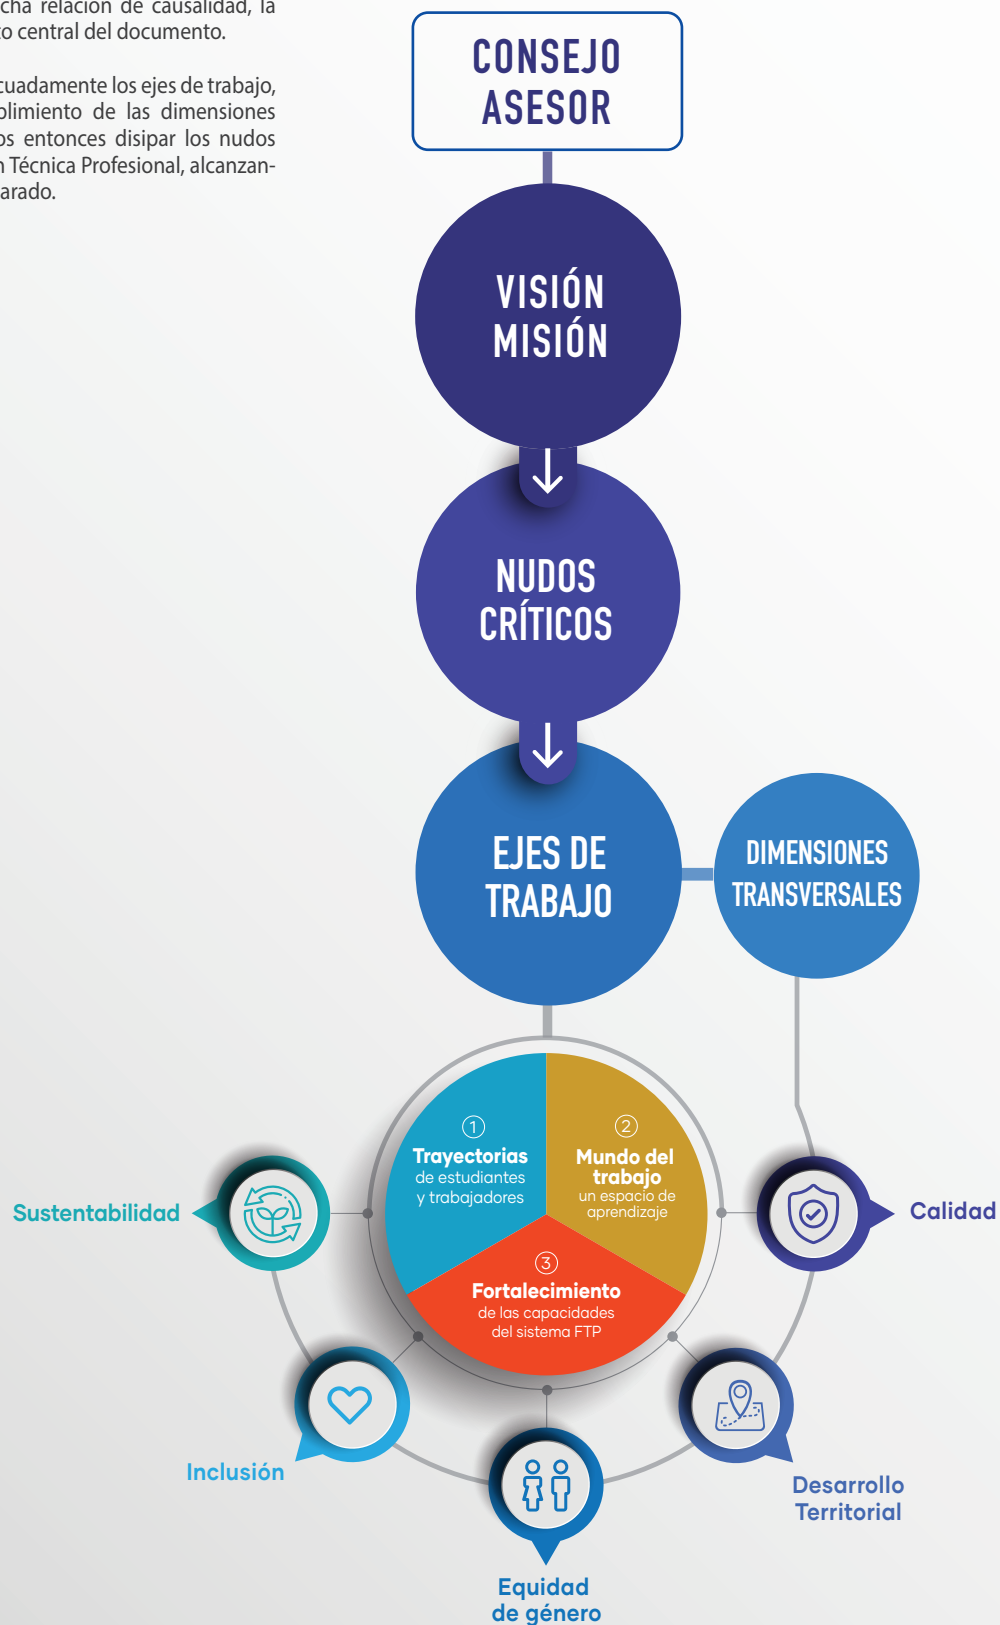 cha relación de causalidad, la
to central del documento.
cuadamente los ejes de trabajo,
plimiento de las dimensiones
os entonces disipar los nudos
n Técnica Profesional, alcanzan-
arado.
CONSEJO
ASESOR
VISIÓN
MISIÓN
NUDOS
CRÍTICOS
EJES DE
TRABAJO
DIMENSIONES
TRANSVERSALES
1
Trayectorias
de estudiantes
y trabajadores
2
Mundo del
trabajo
un espacio de
aprendizaje
3
Fortalecimiento
de las capacidades
del sistema FTP
Sustentabilidad
Calidad
Inclusión
Desarrollo
Territorial
Equidad
de género